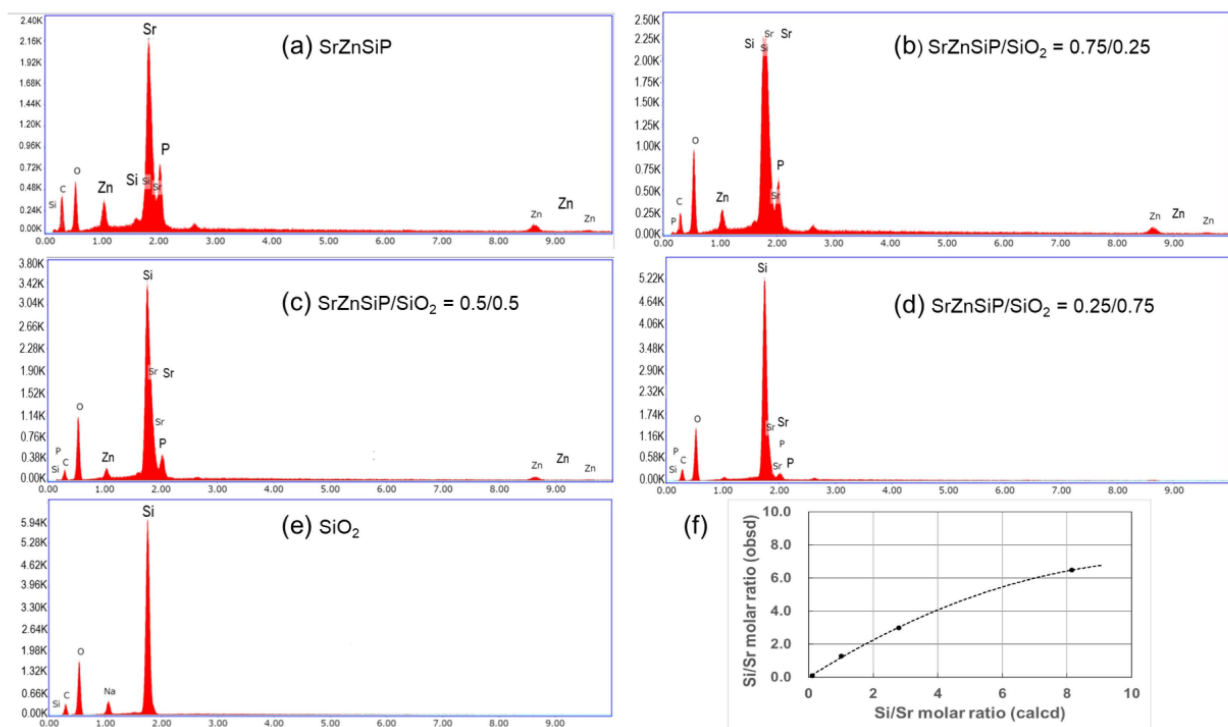 (a) SrZnSiP
2.40K
2.16K
1.92K
1.68K
1.44K
1.20K
0.96K
0.72K
0.48K
0.24K
0.00K
Sr
P
Si
Si
Sr
Zn
O
C
Si
Zn
Zn
Zn
0.00 1.00 2.00 3.00 4.00 5.00 6.00 7.00 8.00 9.00
(b) SrZnSiP/SiO2 = 0.75/0.25
2.50K
2.25K
2.00K
1.75K
1.50K
1.25K
1.00K
0.75K
0.50K
0.25K
0.00K
Sr
Si
Si
Sr
O
P
Sr
C
P
Zn
Zn
Zn
Zn
0.00 1.00 2.00 3.00 4.00 5.00 6.00 7.00 8.00 9.00
(c) SrZnSiP/SiO2 = 0.5/0.5
3.80K
3.42K
3.04K
2.66K
2.28K
1.90K
1.52K
1.14K
0.76K
0.38K
0.00K
Si
Sr
Sr
O
Sr
P
P
C
Si
Zn
Zn
Zn
Zn
0.00 1.00 2.00 3.00 4.00 5.00 6.00 7.00 8.00 9.00
(d) SrZnSiP/SiO2 = 0.25/0.75
5.22K
4.64K
4.06K
3.48K
2.90K
2.32K
1.74K
1.16K
0.58K
0.00K
Si
O
Sr
Sr
P
Sr
P
P
C
Si
0.00 1.00 2.00 3.00 4.00 5.00 6.00 7.00 8.00 9.00
(e) SiO2
5.94K
5.28K
4.62K
3.96K
3.30K
2.64K
1.98K
1.32K
0.66K
0.00K
Si
O
C
Si
Na
0.00 1.00 2.00 3.00 4.00 5.00 6.00 7.00 8.00 9.00
(f)
Si/Sr molar ratio (obsd)
10.0
8.0
6.0
4.0
2.0
0.0
0 2 4 6 8 10
Si/Sr molar ratio (calcd)